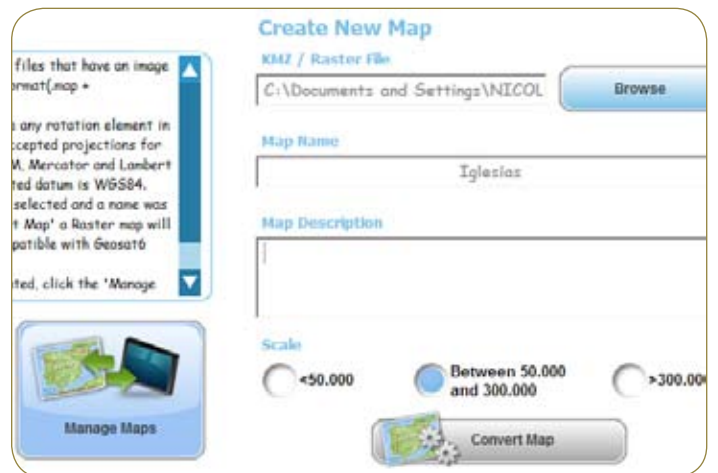 Create New Map
KMZ / Raster File
C:\Documents and Settings\NICOL
Browse
Map Name
Iglesias
Map Description
Scale
<50.000
Between 50.000
and 300.000
>300.00
Convert Map
files that have an image
ormat(.map +
any rotation element in
ccepted projections for
M, Mercator and Lambert
ted datum is WGS84.
selected and a name was
t Map' a Raster map will
patible with Geosat6
ted, click the 'Manage
Manage Maps